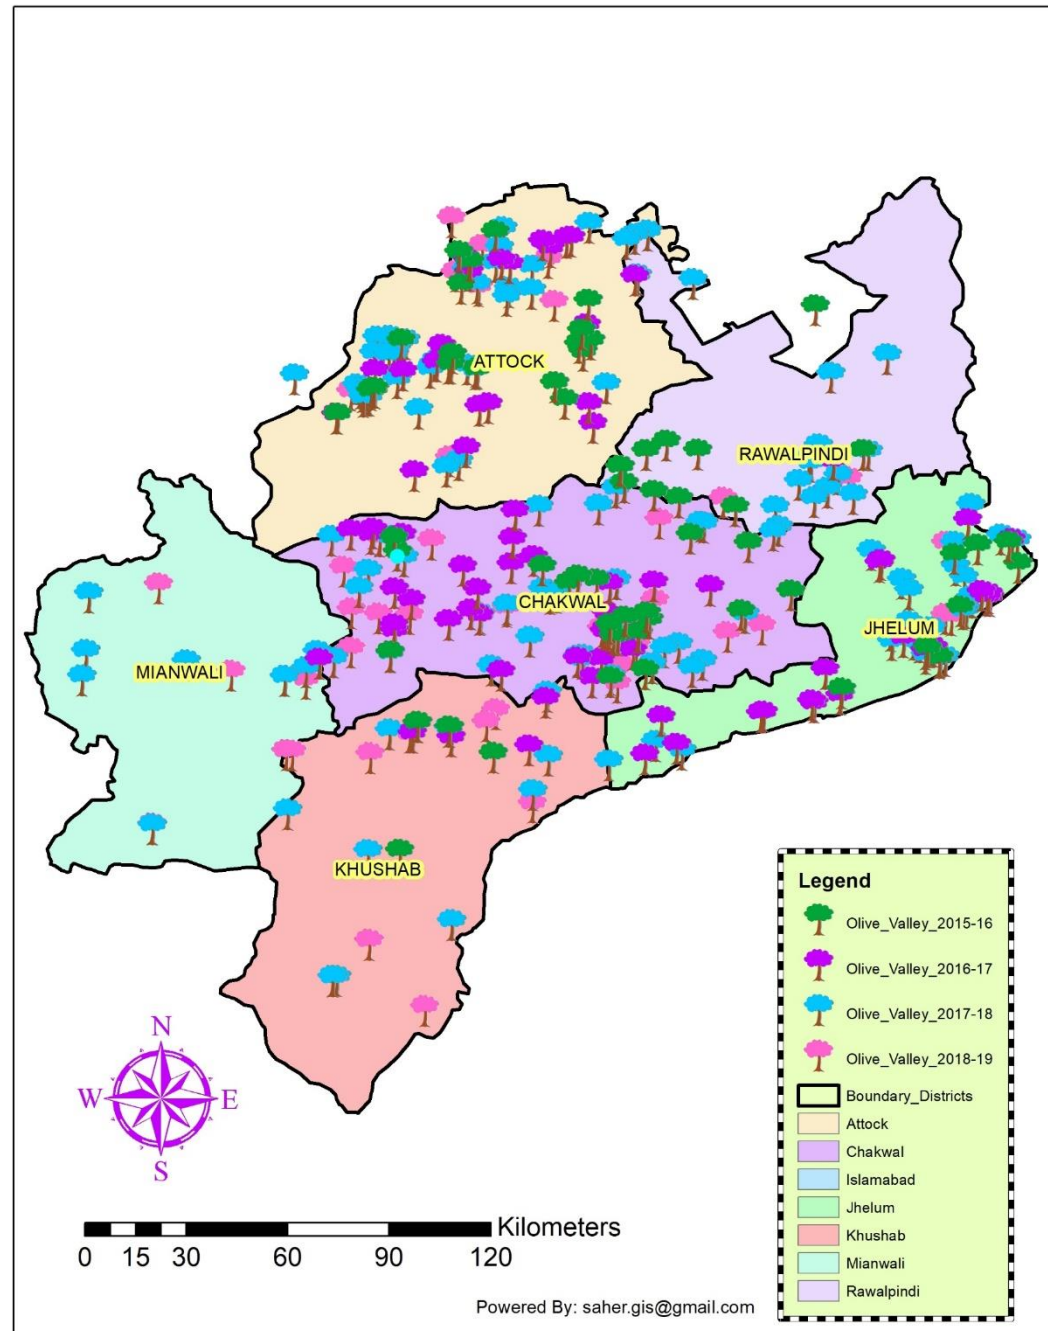 ATTOCK
RAWALPINDI
CHAKWAL
JHELUM
MIANWALI
KHUSHAB
Legend
Olive_Valley_2015-16
Olive_Valley_2016-17
Olive_Valley_2017-18
Olive_Valley_2018-19
Boundary_Districts
Attock
Chakwal
Islamabad
Jhelum
Khushab
Mianwali
Rawalpindi
N
W E
S
Kilometers
0 15 30 60 90 120
Powered By: saher.gis@gmail.com